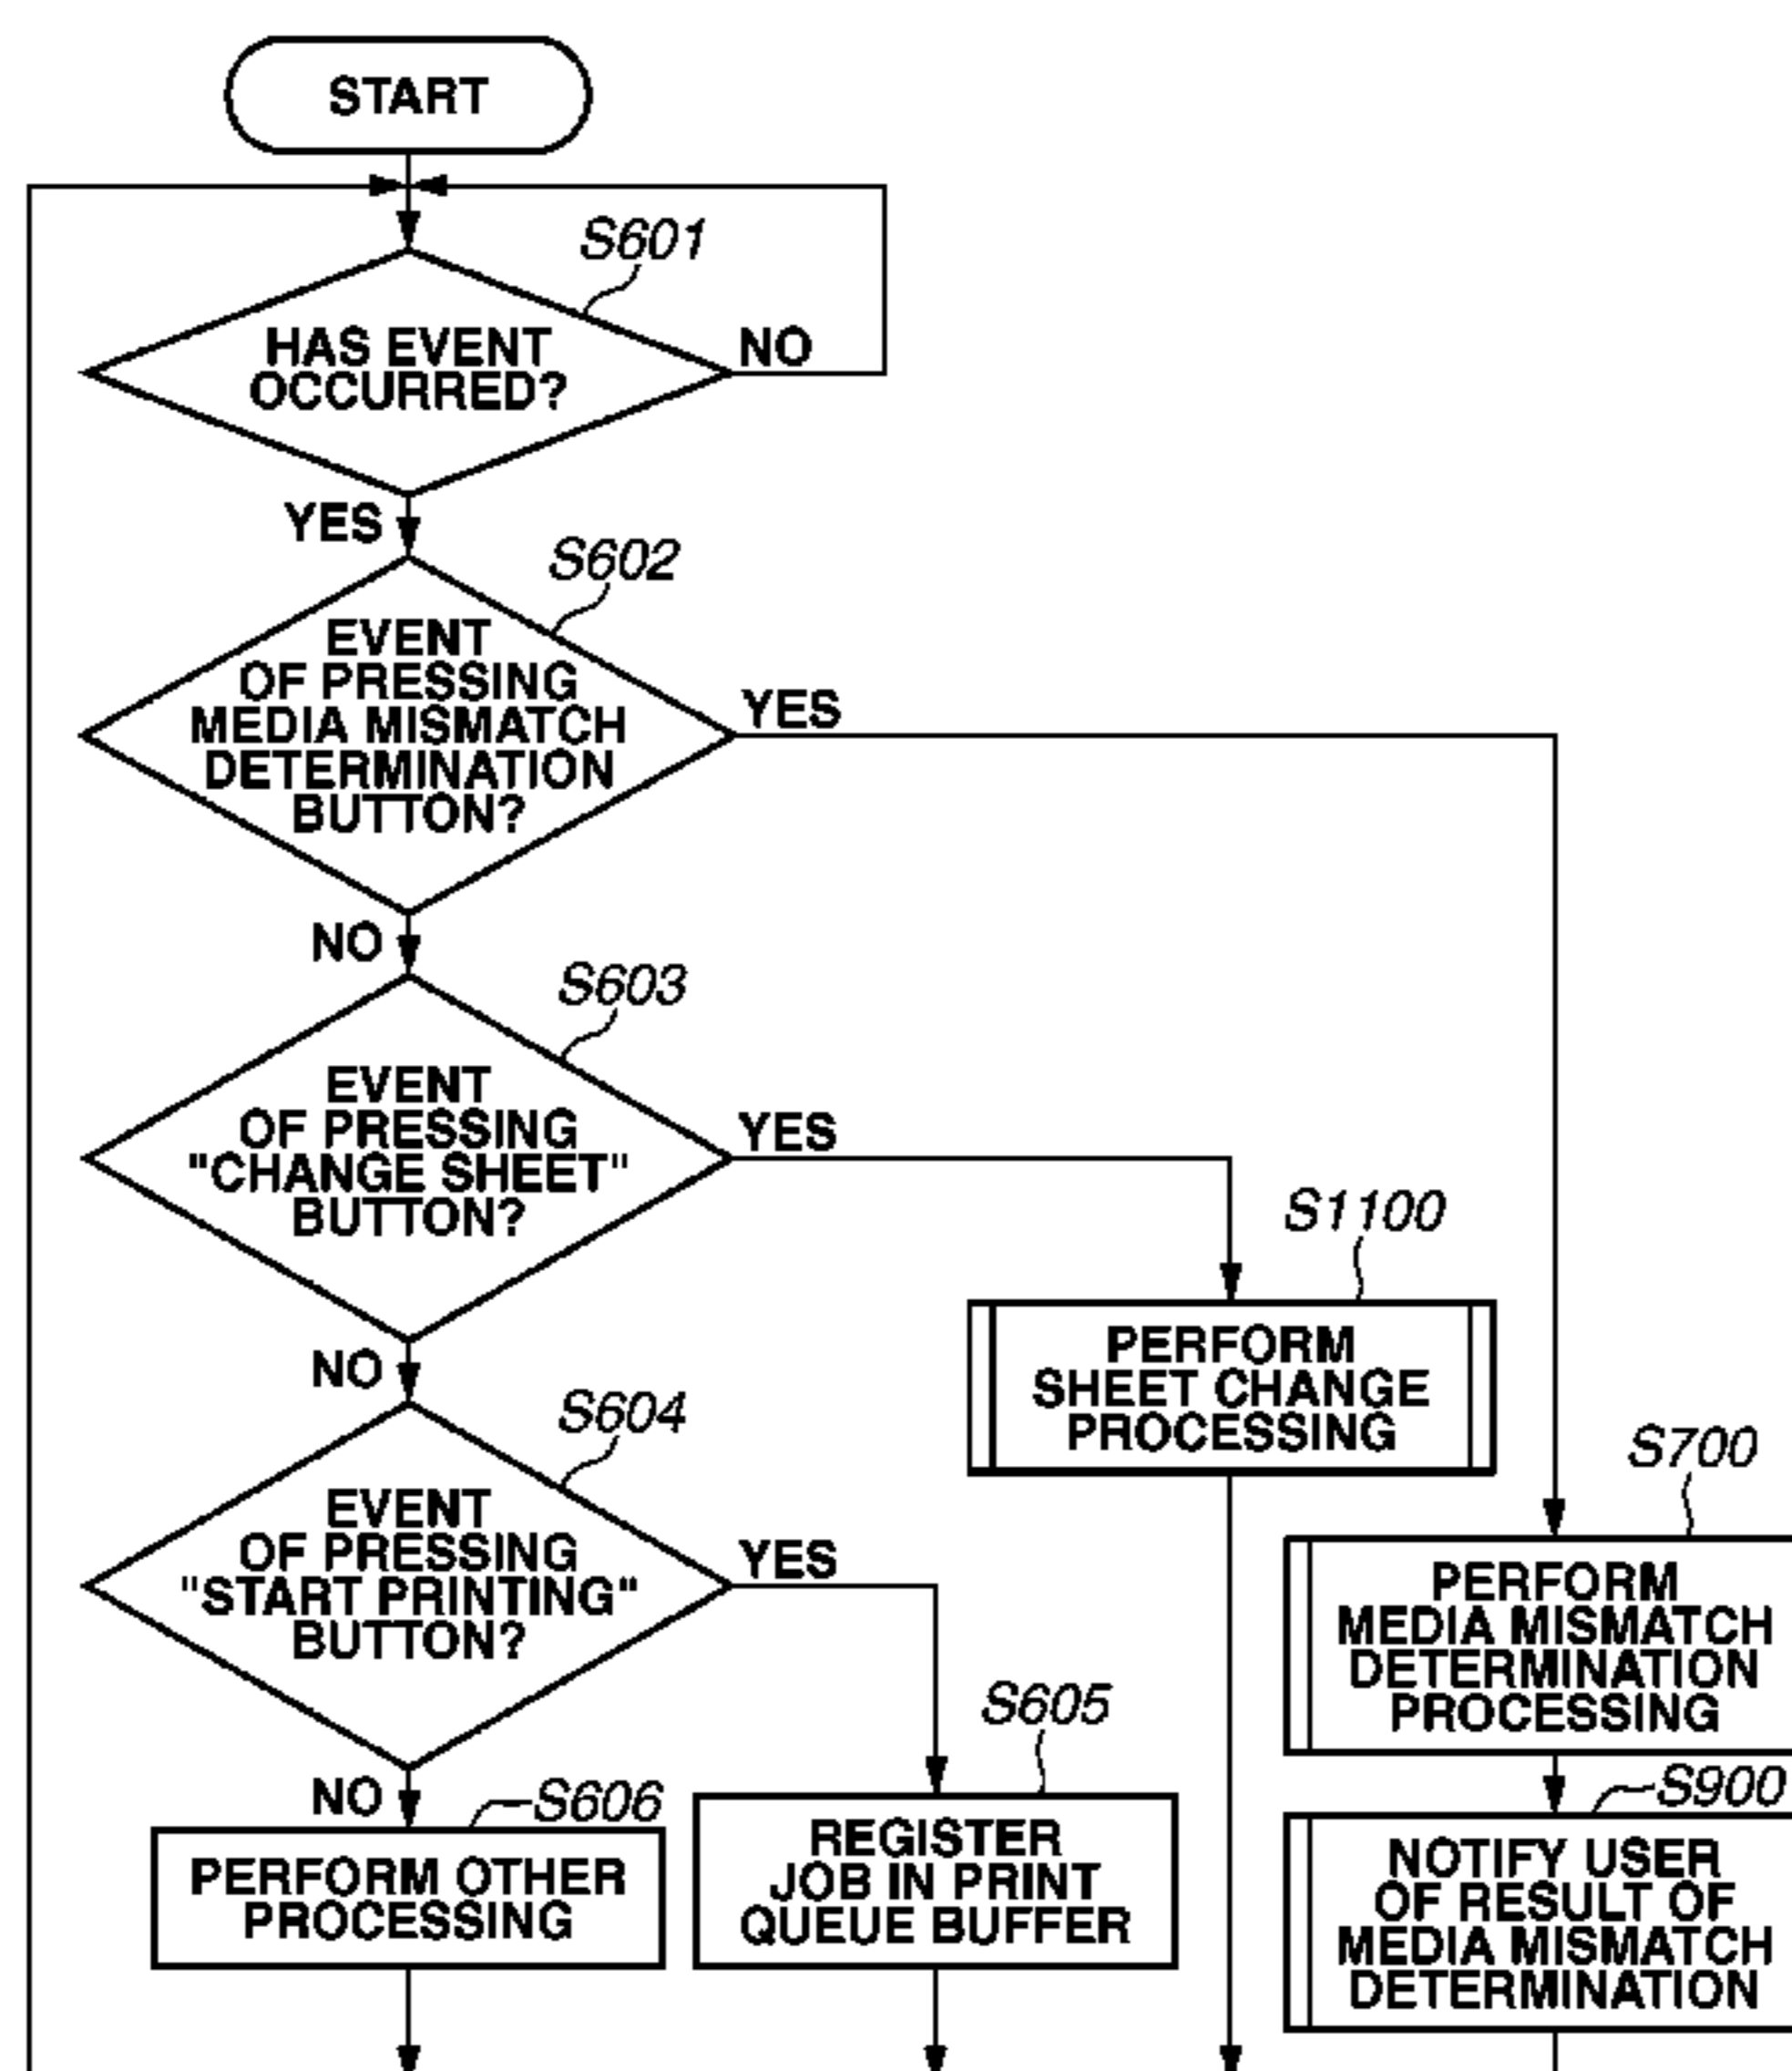 START
S601
HAS EVENT
OCCURRED?
NO
YES
S602
EVENT
OF PRESSING
MEDIA MISMATCH
DETERMINATION
BUTTON?
YES
NO
S603
EVENT
OF PRESSING
"CHANGE SHEET"
BUTTON?
YES
NO
S1100
PERFORM
SHEET CHANGE
PROCESSING
S604
EVENT
OF PRESSING
"START PRINTING"
BUTTON?
YES
NO
S700
PERFORM
MEDIA MISMATCH
DETERMINATION
PROCESSING
S606
PERFORM OTHER
PROCESSING
S605
REGISTER
JOB IN PRINT
QUEUE BUFFER
S900
NOTIFY USER
OF RESULT OF
MEDIA MISMATCH
DETERMINATION